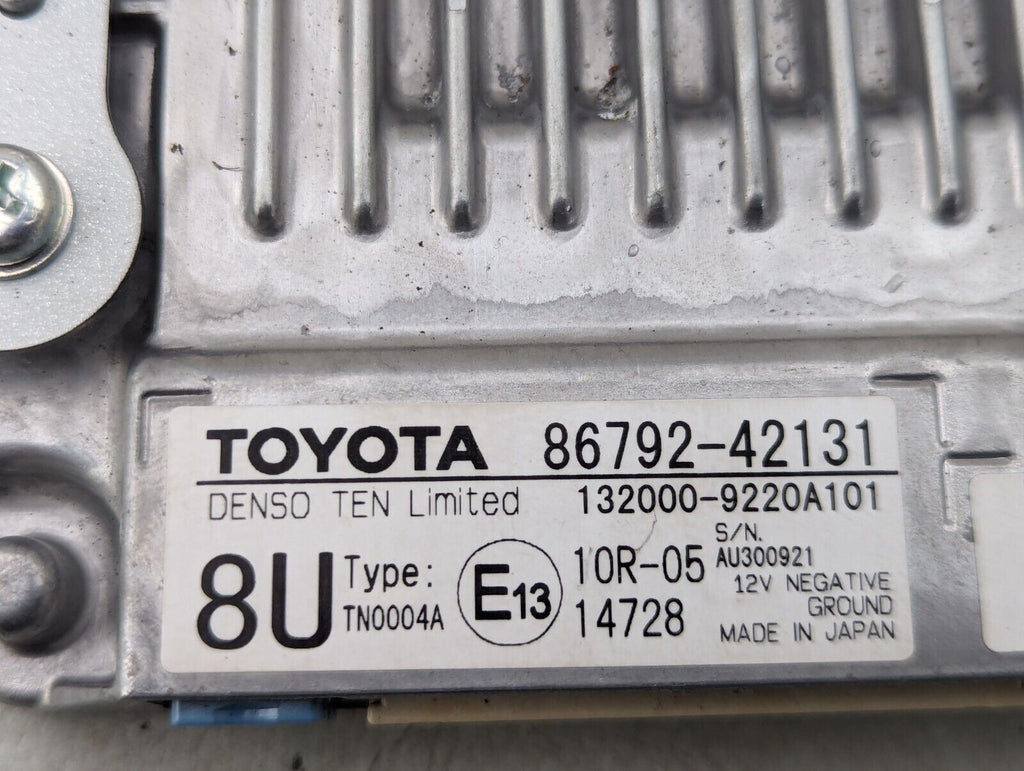 TOYOTA 86792-42131
DENSO TEN Limited 132000-9220A101
8U Type: TN0004A
E13
10R-05
14728
S/N.
AU300921
12V NEGATIVE
GROUND
MADE IN JAPAN